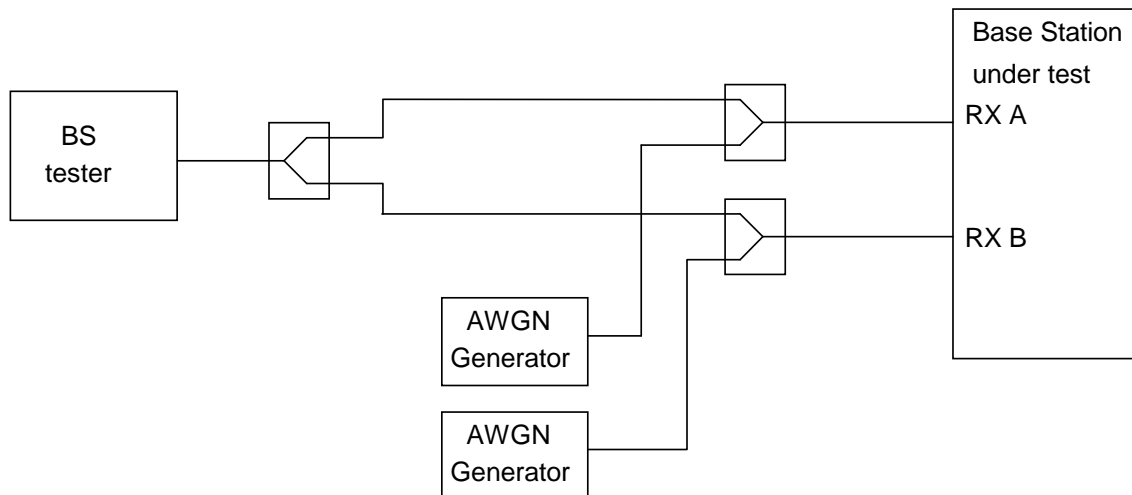 BS
tester
Base Station
under test
RX A
RX B
AWGN
Generator
AWGN
Generator